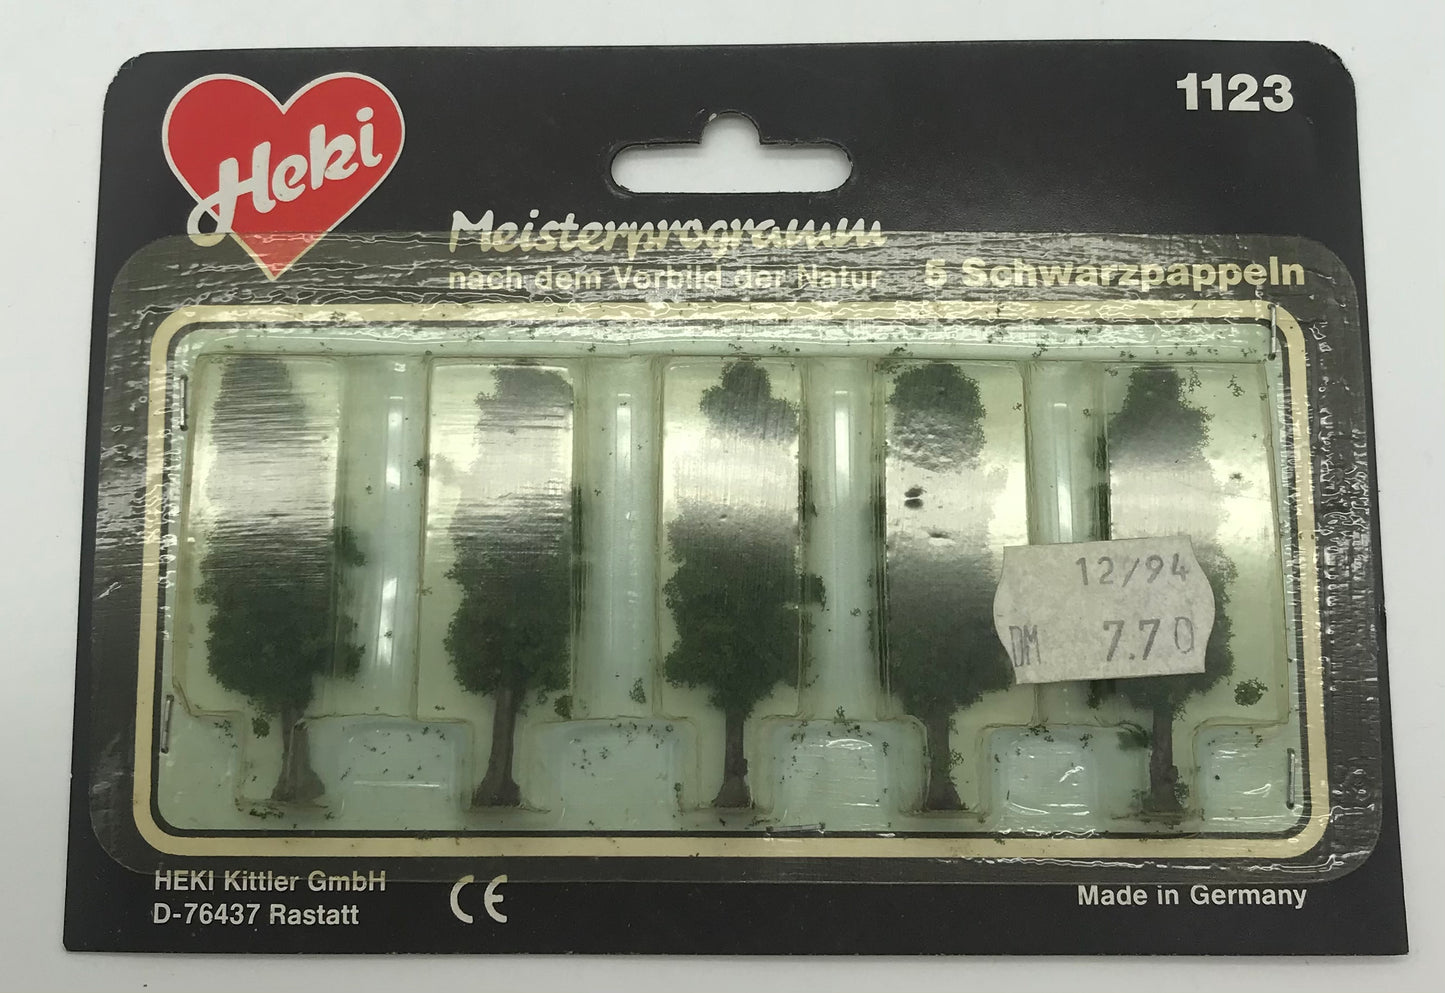 Heki
1123
Meisterprogramm
nach dem Vorbild der Natur
5 Schwarzpappeln
12/94
DM 7.70
HEKI Kittler GmbH
D-76437 Rastatt
CE
Made in Germany